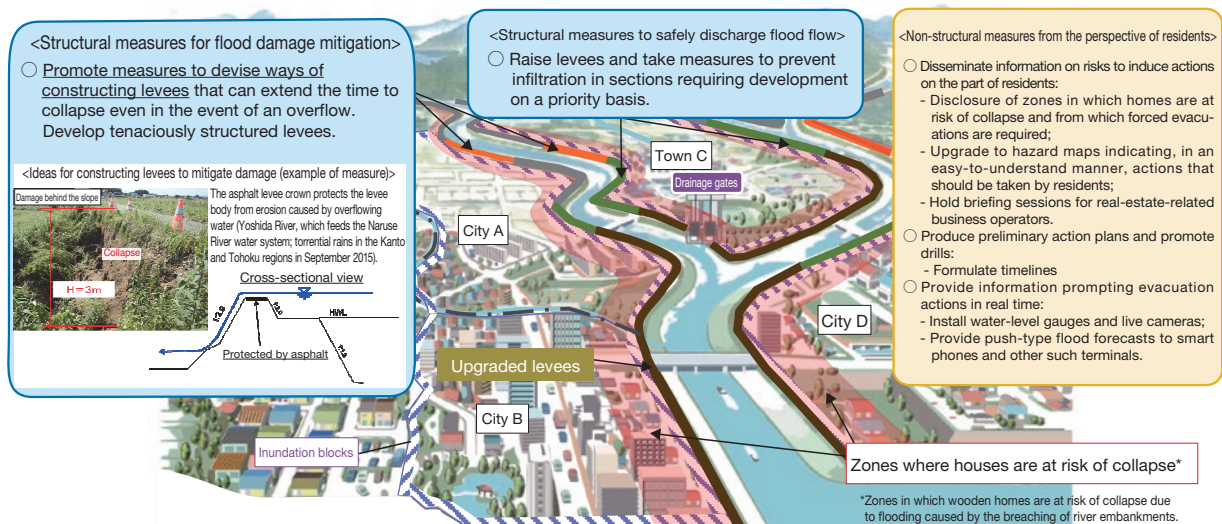 <Structural measures for flood damage mitigation>
○ Promote measures to devise ways of
constructing levees that can extend the time to
collapse even in the event of an overflow.
Develop tenaciously structured levees.
<Ideas for constructing levees to mitigate damage (example of measure)>
Damage behind the slope
Collapse
H=3m
The asphalt levee crown protects the levee
body from erosion caused by overflowing
water (Yoshida River, which feeds the Naruse
River water system; torrential rains in the Kanto
and Tohoku regions in September 2015).
Cross-sectional view
HWL
Protected by asphalt
<Structural measures to safely discharge flood flow>
○ Raise levees and take measures to prevent
infiltration in sections requiring development
on a priority basis.
<Non-structural measures from the perspective of residents>
○ Disseminate information on risks to induce actions
on the part of residents:
- Disclosure of zones in which homes are at
risk of collapse and from which forced evacu-
ations are required;
- Upgrade to hazard maps indicating, in an
easy-to-understand manner, actions that
should be taken by residents;
- Hold briefing sessions for real-estate-related
business operators.
○ Produce preliminary action plans and promote
drills:
- Formulate timelines
○ Provide information prompting evacuation
actions in real time:
- Install water-level gauges and live cameras;
- Provide push-type flood forecasts to smart
phones and other such terminals.
Town C
Drainage gates
City A
City D
Upgraded levees
City B
Inundation blocks
Zones where houses are at risk of collapse*
*Zones in which wooden homes are at risk of collapse due
to flooding caused by the breaching of river embankments.